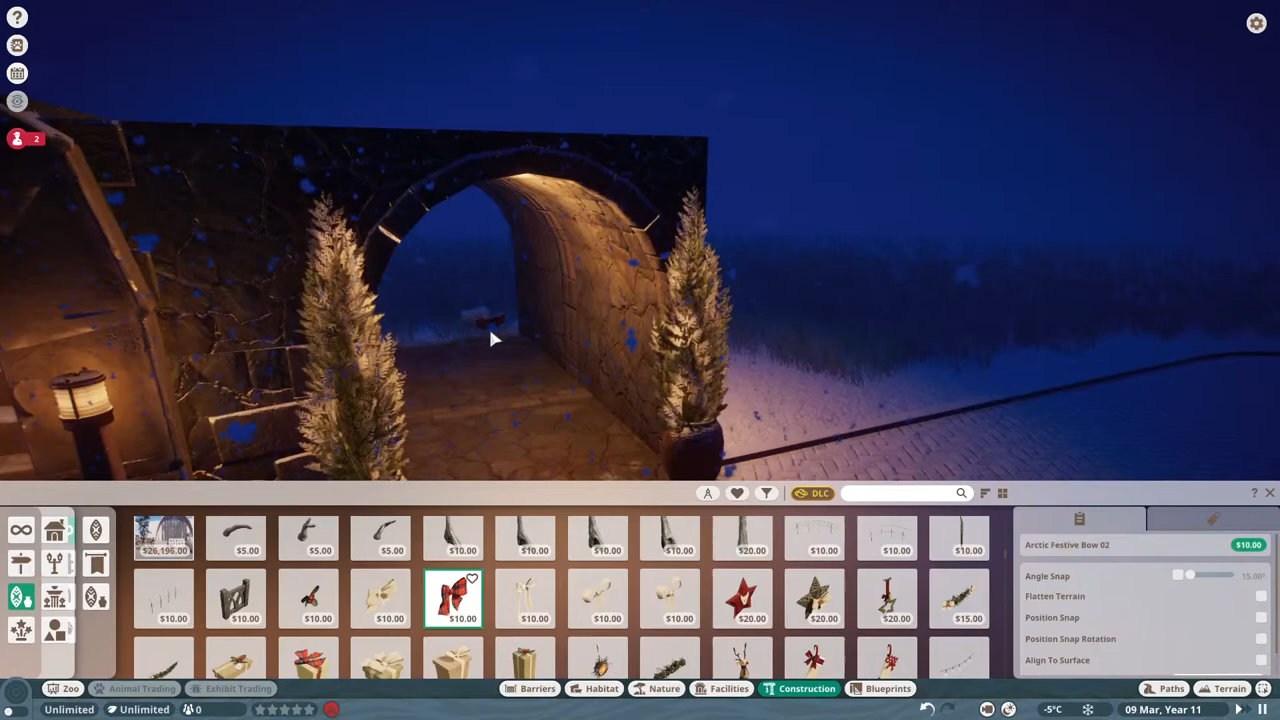 ?
2
DLC
?
$26,196.00
$5.00
$5.00
$5.00
$10.00
$10.00
$10.00
$10.00
$20.00
$10.00
$10.00
$10.00
$10.00
$10.00
$10.00
$10.00
$10.00
$10.00
$10.00
$10.00
$20.00
$20.00
$20.00
$15.00
Arctic Festive Bow 02
$10.00
Angle Snap
15.00°
Flatten Terrain
Position Snap
Position Snap Rotation
Align To Surface
Zoo
Animal Trading
Exhibit Trading
Barriers
Habitat
Nature
Facilities
Construction
Blueprints
Paths
Terrain
Unlimited
Unlimited
0
-5°C
09 Mar, Year 11